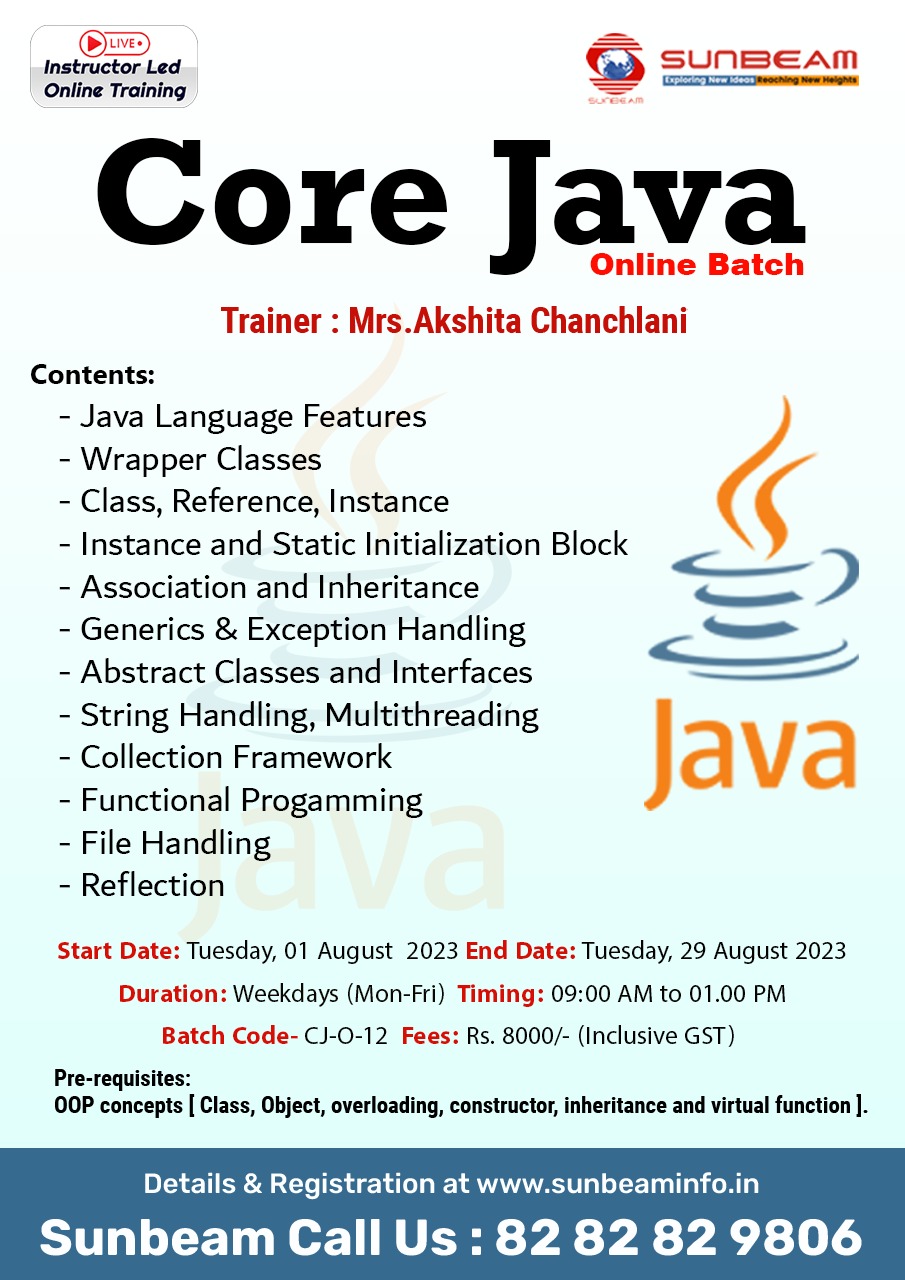 LIVE
Instructor Led
Online Training
SUNBEAM
SUNBEAM
Exploring New Ideas Reaching New Heights
Core Java
Online Batch
Trainer : Mrs.Akshita Chanchlani
Contents:
- Java Language Features
- Wrapper Classes
- Class, Reference, Instance
- Instance and Static Initialization Block
- Association and Inheritance
- Generics & Exception Handling
- Abstract Classes and Interfaces
- String Handling, Multithreading
- Collection Framework
- Functional Progamming
- File Handling
- Reflection
Java
Java
Start Date: Tuesday, 01 August 2023 End Date: Tuesday, 29 August 2023
Duration: Weekdays (Mon-Fri) Timing: 09:00 AM to 01.00 PM
Batch Code- CJ-O-12 Fees: Rs. 8000/- (Inclusive GST)
Pre-requisites:
OOP concepts [ Class, Object, overloading, constructor, inheritance and virtual function ].
Details & Registration at www.sunbeaminfo.in
Sunbeam Call Us : 82 82 82 9806